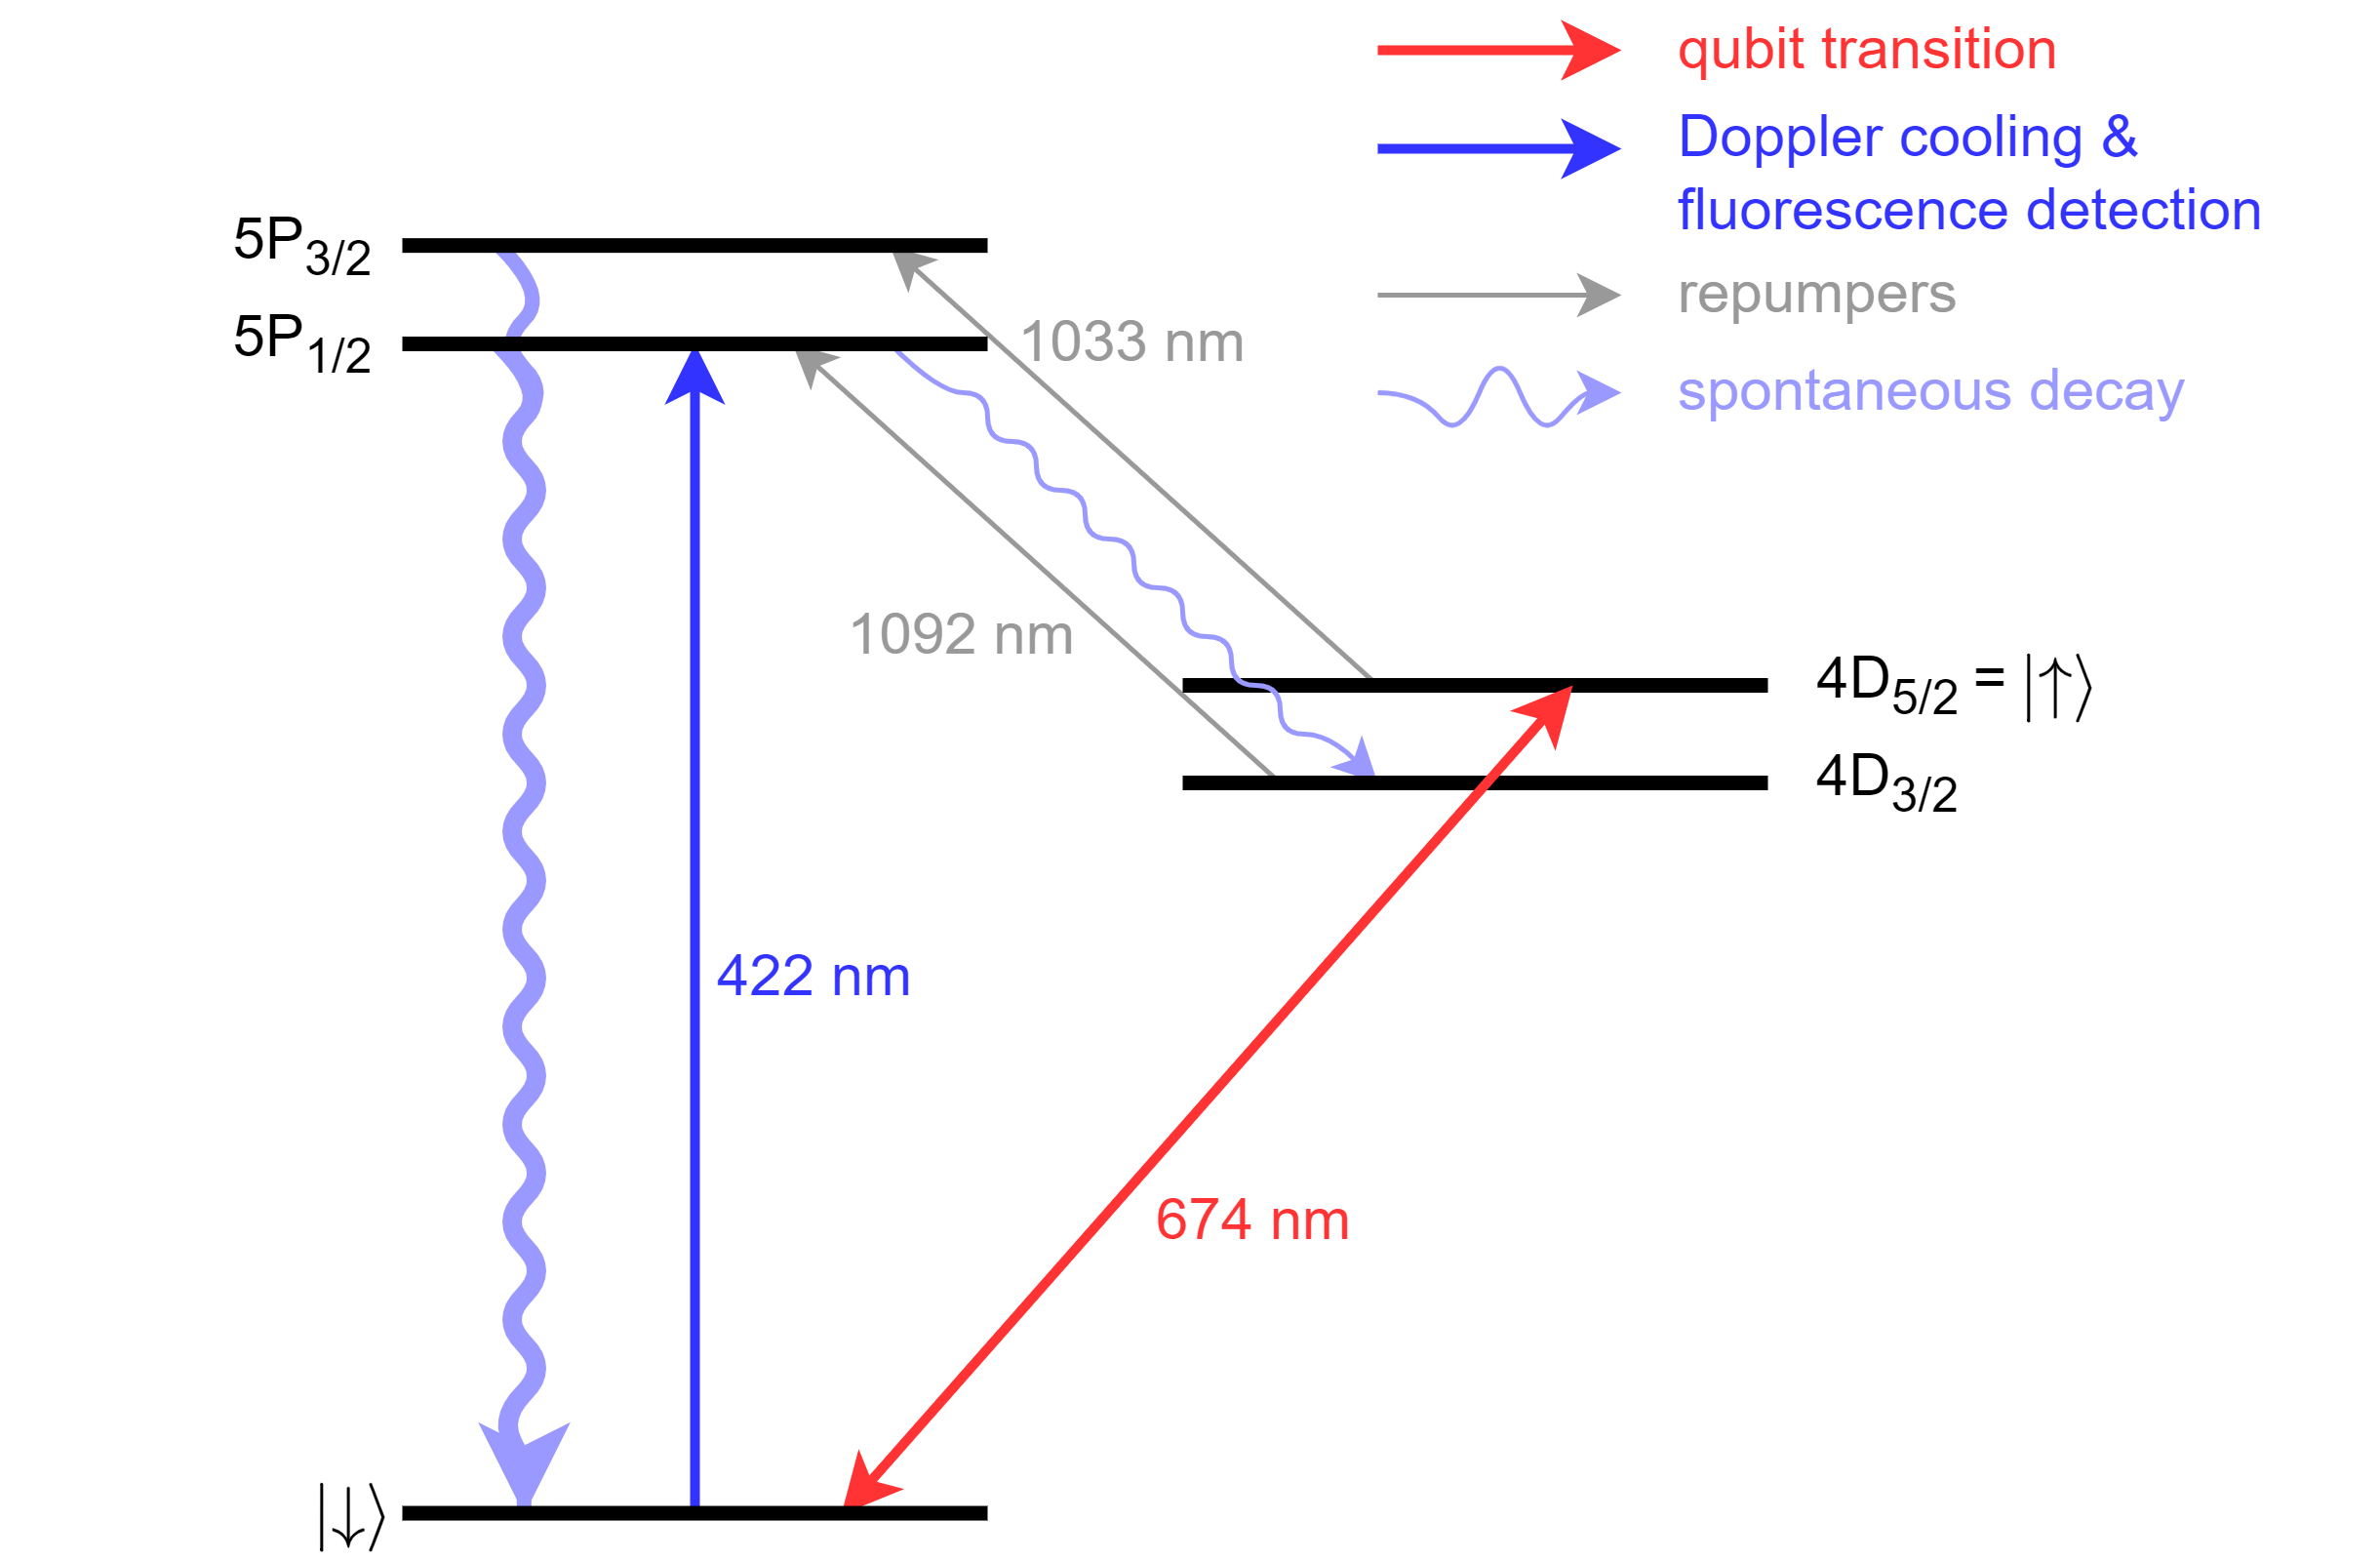 qubit transition
Doppler cooling &
fluorescence detection
repumpers
spontaneous decay
5P3/2
5P1/2
1033 nm
1092 nm
4D5/2 = |↑⟩
4D3/2
422 nm
674 nm
|↓⟩